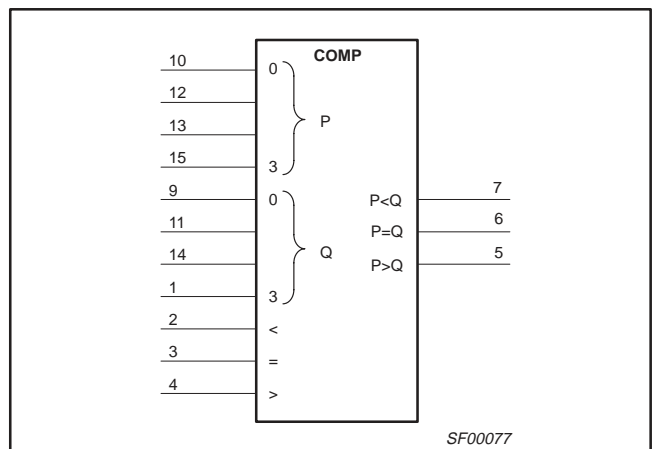 COMP
10 0
12
13 P
15 3
9 0 P<Q 7
11 P=Q 6
14 Q P>Q 5
1 3
2 <
3 =
4 >
SF00077